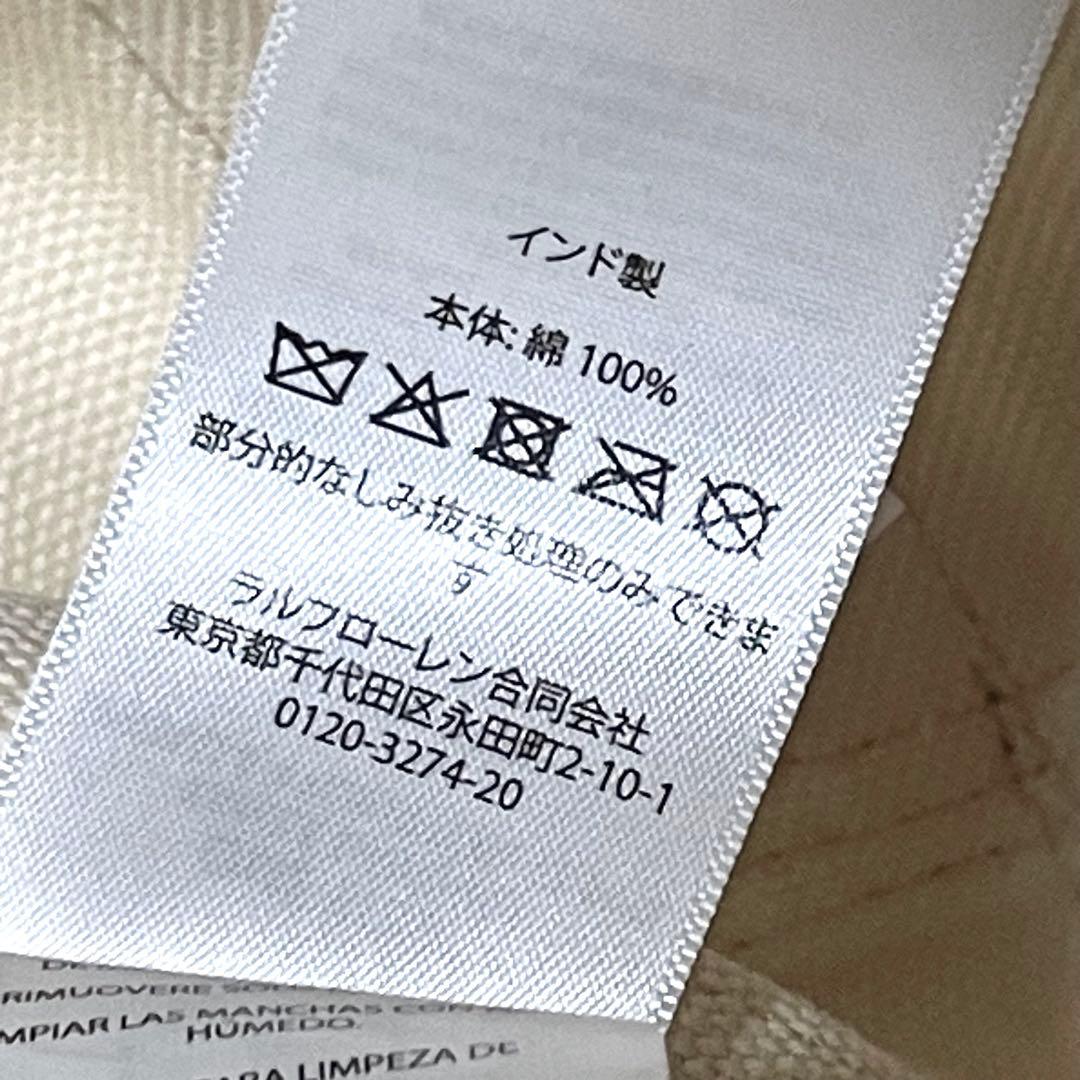 インド製
本体: 綿 100%
部分的なしみ抜き処理のみできま
す
ラルフローレン合同会社
東京都千代田区永田町2-10-1
0120-3274-20
RIMUOVERE
MPIAR LAS MANCHAS CON
HÚMEDO.
PARA LIMPEZA DE